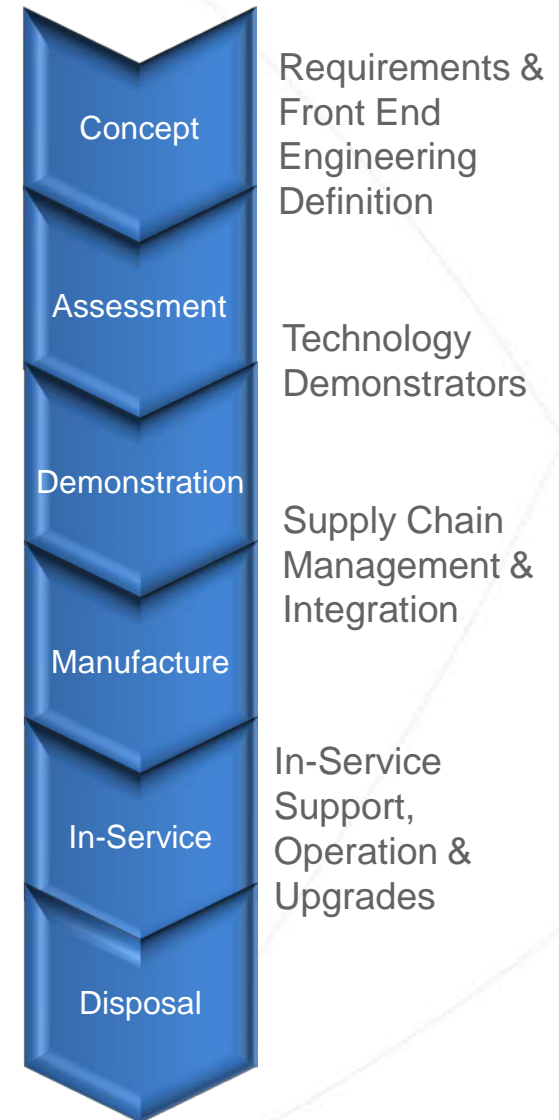 Concept
Requirements &
Front End
Engineering
Definition
Assessment
Technology
Demonstrators
Demonstration
Supply Chain
Management &
Integration
Manufacture
In-Service
In-Service
Support,
Operation &
Upgrades
Disposal